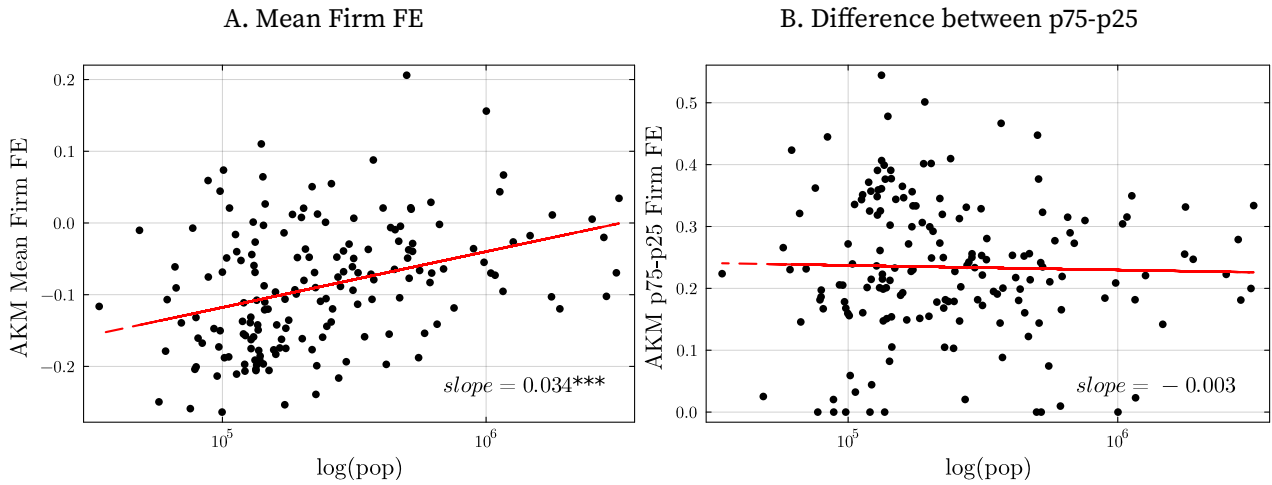 A. Mean Firm FE
AKM Mean Firm FE
0.2
0.1
0.0
−0.1
−0.2
slope = 0.034***
10^5
10^6
log(pop)
B. Difference between p75-p25
AKM p75-p25 Firm FE
0.5
0.4
0.3
0.2
0.1
0.0
slope = − 0.003
10^5
10^6
log(pop)